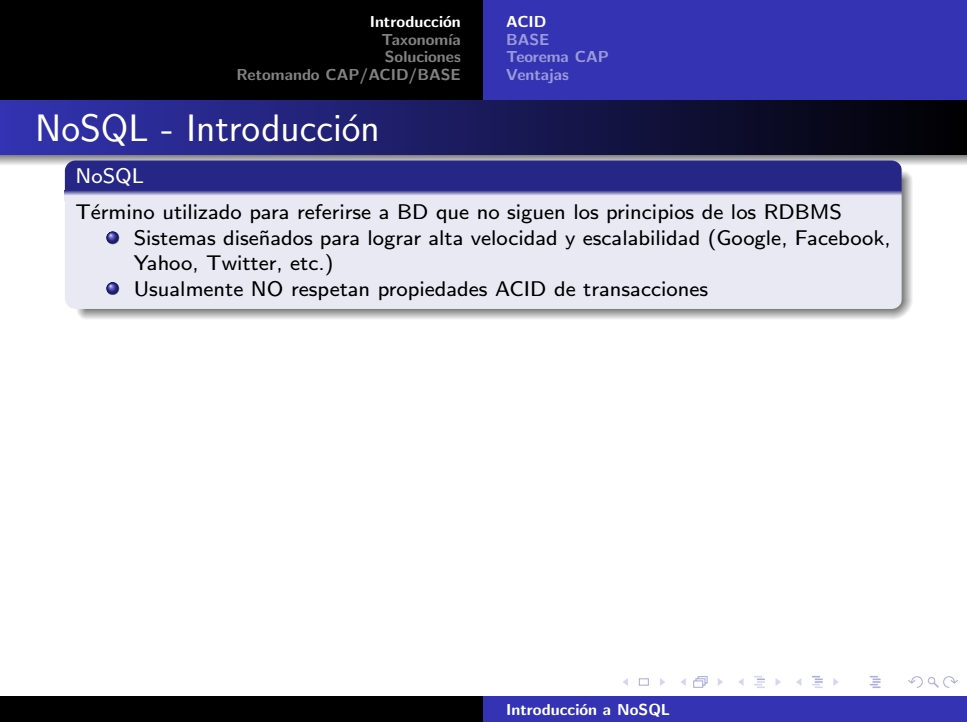 Introducción
Taxonomía
Soluciones
Retomando CAP/ACID/BASE
ACID
BASE
Teorema CAP
Ventajas
NoSQL - Introducción
NoSQL
Término utilizado para referirse a BD que no siguen los principios de los RDBMS
Sistemas diseñados para lograr alta velocidad y escalabilidad (Google, Facebook,
Yahoo, Twitter, etc.)
Usualmente NO respetan propiedades ACID de transacciones
Introducción a NoSQL